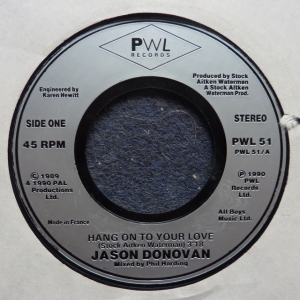 PWL
RECORDS
Engineered by
Karen Hewitt
Produced by Stock
Aitken Waterman
A Stock Aitken
Waterman Prod.
SIDE ONE
STEREO
45 RPM
PWL 51
PWL 51/A
℗ 1989
& 1990 PAL
Productions
Ltd.
℗ 1990
PWL
Records
Ltd.
Made in France
All Boys
Music Ltd.
HANG ON TO YOUR LOVE
(Stock Aitken Waterman) 3'18
JASON DONOVAN
Mixed by Phil Harding